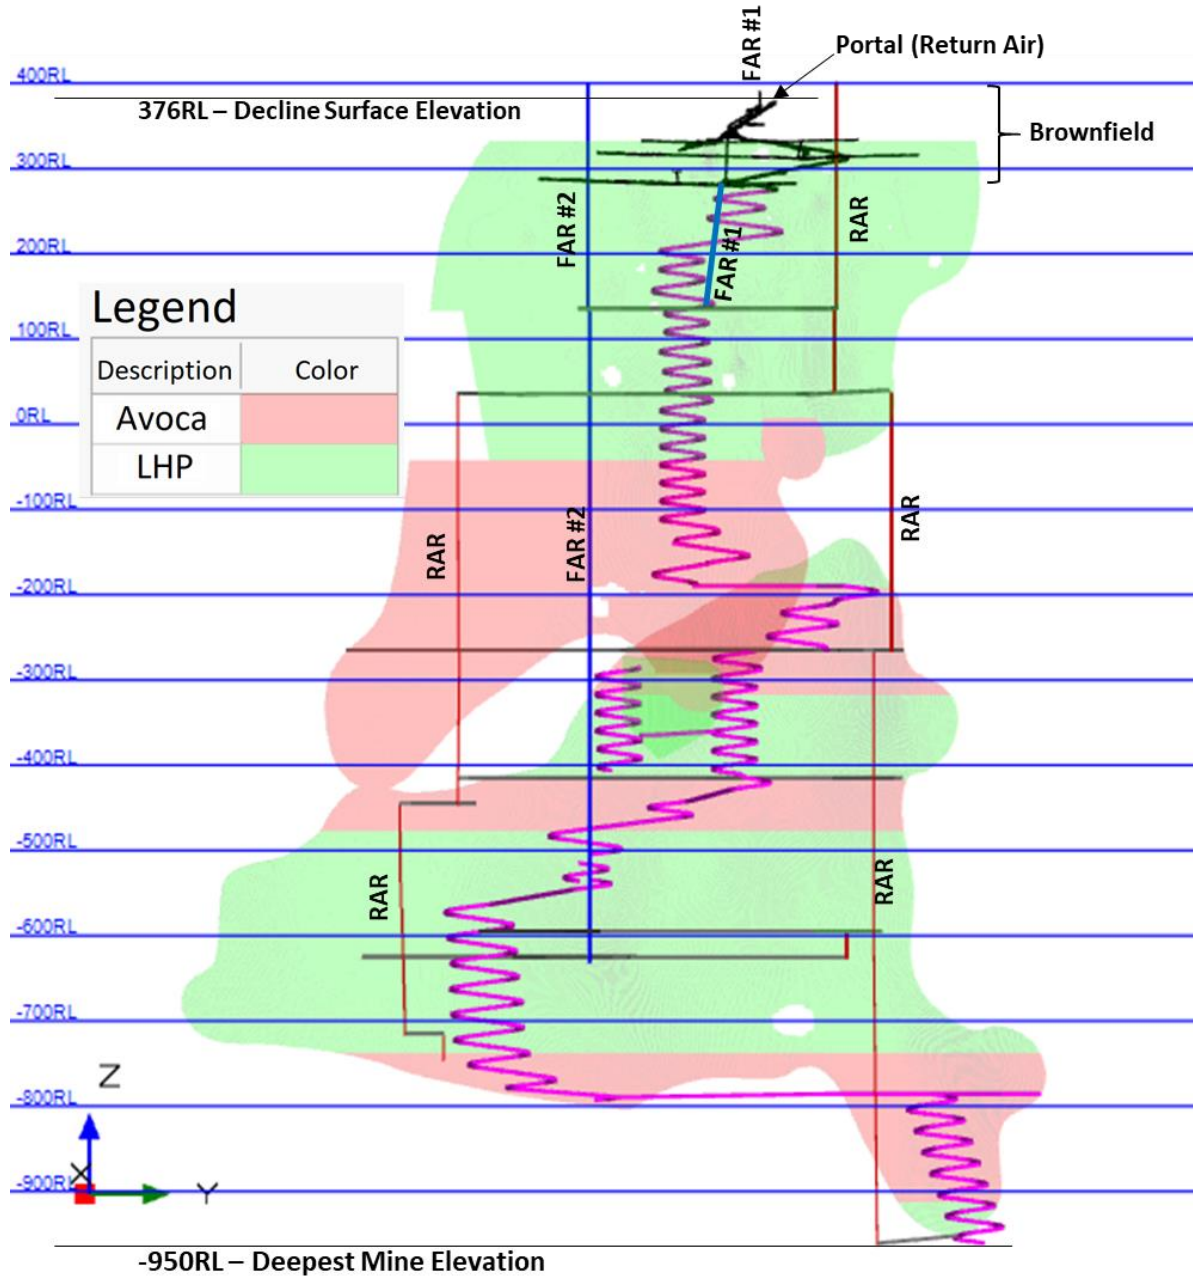 FAR #1
Portal (Return Air)
400RL
376RL – Decline Surface Elevation
Brownfield
300RL
FAR #2
RAR
200RL
FAR #1
Legend
100RL
Description Color
Avoca
0RL
LHP
-100RL
RAR
FAR #2
RAR
-200RL
-300RL
-400RL
-500RL
RAR
RAR
-600RL
-700RL
Z
-800RL
X
-900RL
Y
-950RL – Deepest Mine Elevation